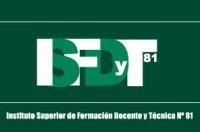 ISFDyT 81
Instituto Superior de Formación Docente y Técnica Nº 81